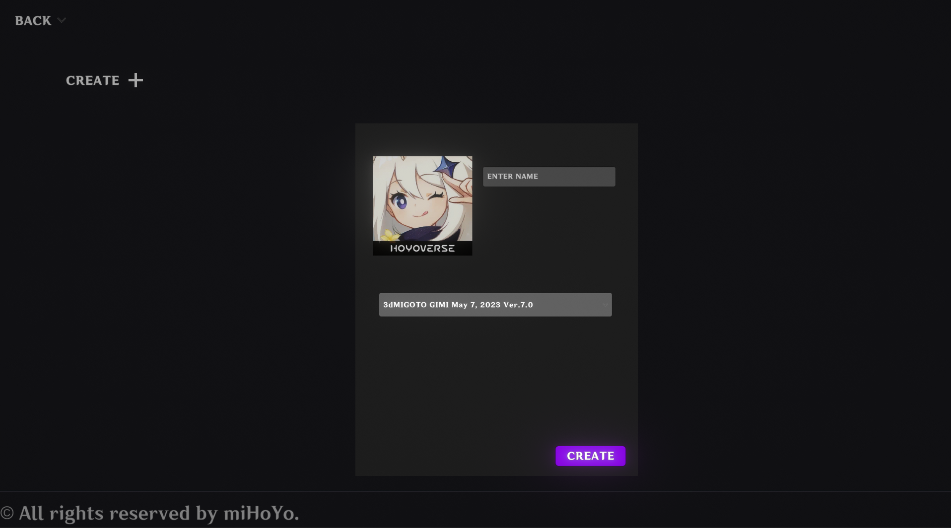 BACK
CREATE
ENTER NAME
HOYOVERSE
3dMIGOTO GIMI May 7, 2023 Ver.7.0
CREATE
© All rights reserved by miHoYo.